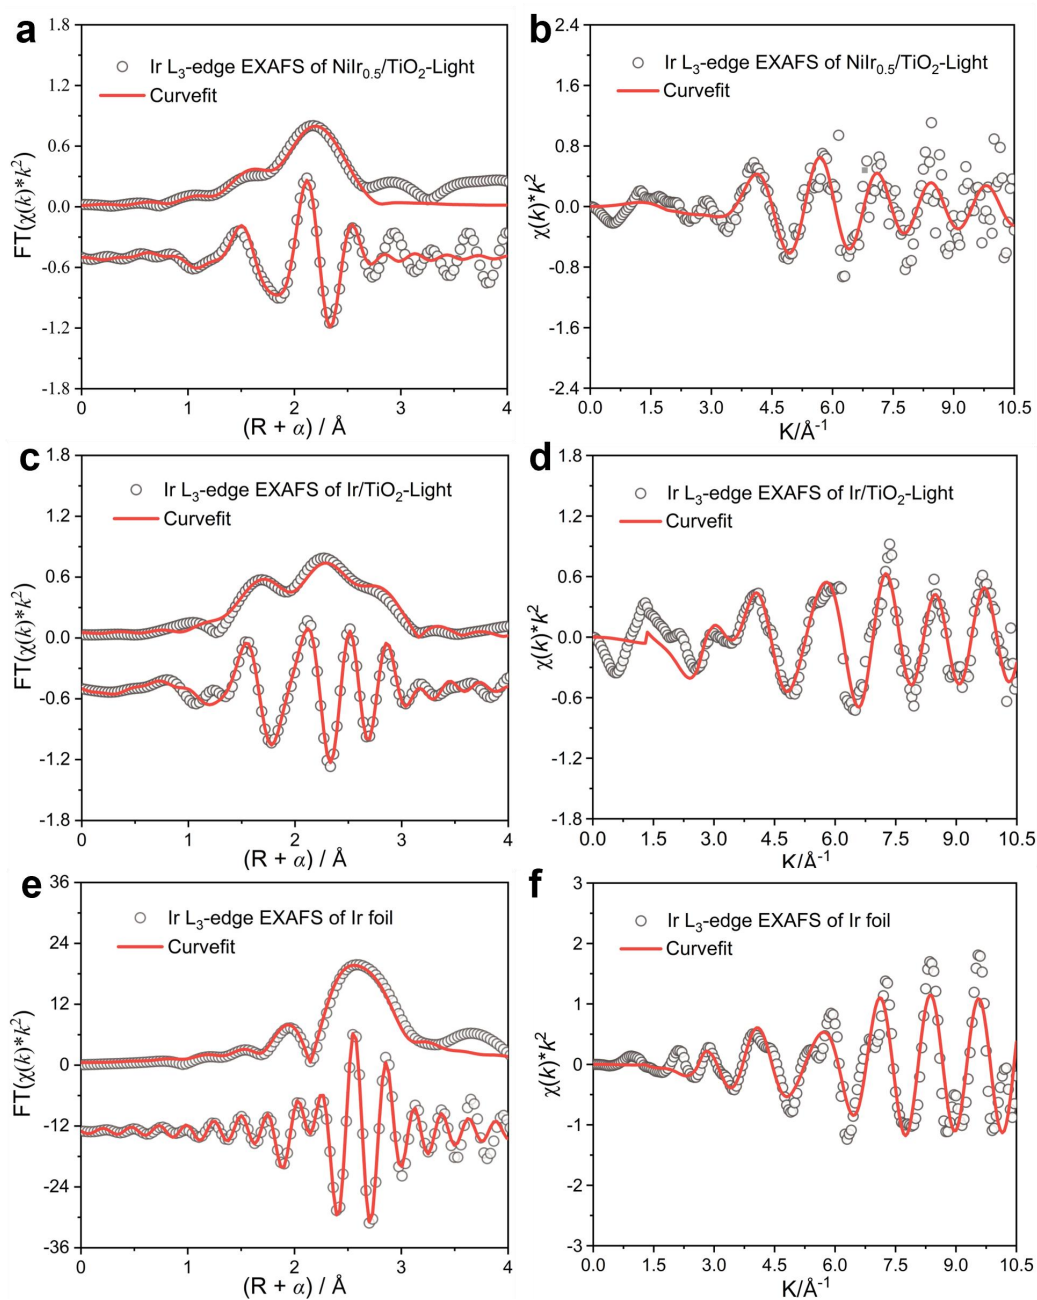 a
1.8
1.2
0.6
0.0
-0.6
-1.2
-1.8
FT(χ(k)*k²)
Ir L₃-edge EXAFS of NiIr₀.₅/TiO₂-Light
Curvefit
0 1 2 3 4
(R + α) / Å
b
2.4
1.6
0.8
0.0
-0.8
-1.6
-2.4
χ(k)*k²
Ir L₃-edge EXAFS of NiIr₀.₅/TiO₂-Light
Curvefit
0.0 1.5 3.0 4.5 6.0 7.5 9.0 10.5
K/Å⁻¹
c
1.8
1.2
0.6
0.0
-0.6
-1.2
-1.8
FT(χ(k)*k²)
Ir L₃-edge EXAFS of Ir/TiO₂-Light
Curvefit
0 1 2 3 4
(R + α) / Å
d
1.8
1.2
0.6
0.0
-0.6
-1.2
-1.8
χ(k)*k²
Ir L₃-edge EXAFS of Ir/TiO₂-Light
Curvefit
0.0 1.5 3.0 4.5 6.0 7.5 9.0 10.5
K/Å⁻¹
e
36
24
12
0
-12
-24
-36
FT(χ(k)*k²)
Ir L₃-edge EXAFS of Ir foil
Curvefit
0 1 2 3 4
(R + α) / Å
f
3
2
1
0
-1
-2
-3
χ(k)*k²
Ir L₃-edge EXAFS of Ir foil
Curvefit
0.0 1.5 3.0 4.5 6.0 7.5 9.0 10.5
K/Å⁻¹